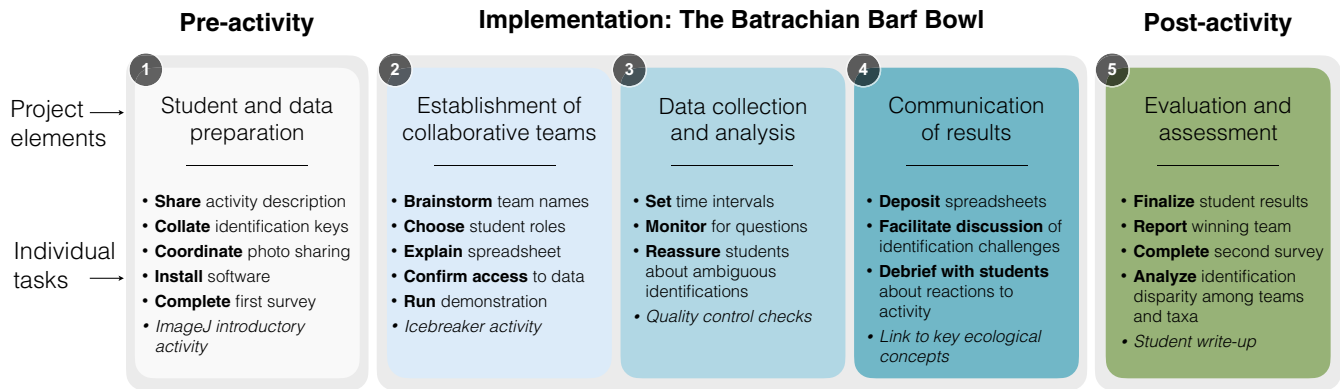 Pre-activity
Implementation: The Batrachian Barf Bowl
Post-activity
Project
elements
Individual
tasks
1
Student and data
preparation
• Share activity description
• Collate identification keys
• Coordinate photo sharing
• Install software
• Complete first survey
• ImageJ introductory
activity
2
Establishment of
collaborative teams
• Brainstorm team names
• Choose student roles
• Explain spreadsheet
• Confirm access to data
• Run demonstration
• Icebreaker activity
3
Data collection
and analysis
• Set time intervals
• Monitor for questions
• Reassure students
about ambiguous
identifications
• Quality control checks
4
Communication
of results
• Deposit spreadsheets
• Facilitate discussion of
identification challenges
• Debrief with students
about reactions to
activity
• Link to key ecological
concepts
5
Evaluation and
assessment
• Finalize student results
• Report winning team
• Complete second survey
• Analyze identification
disparity among teams
and taxa
• Student write-up